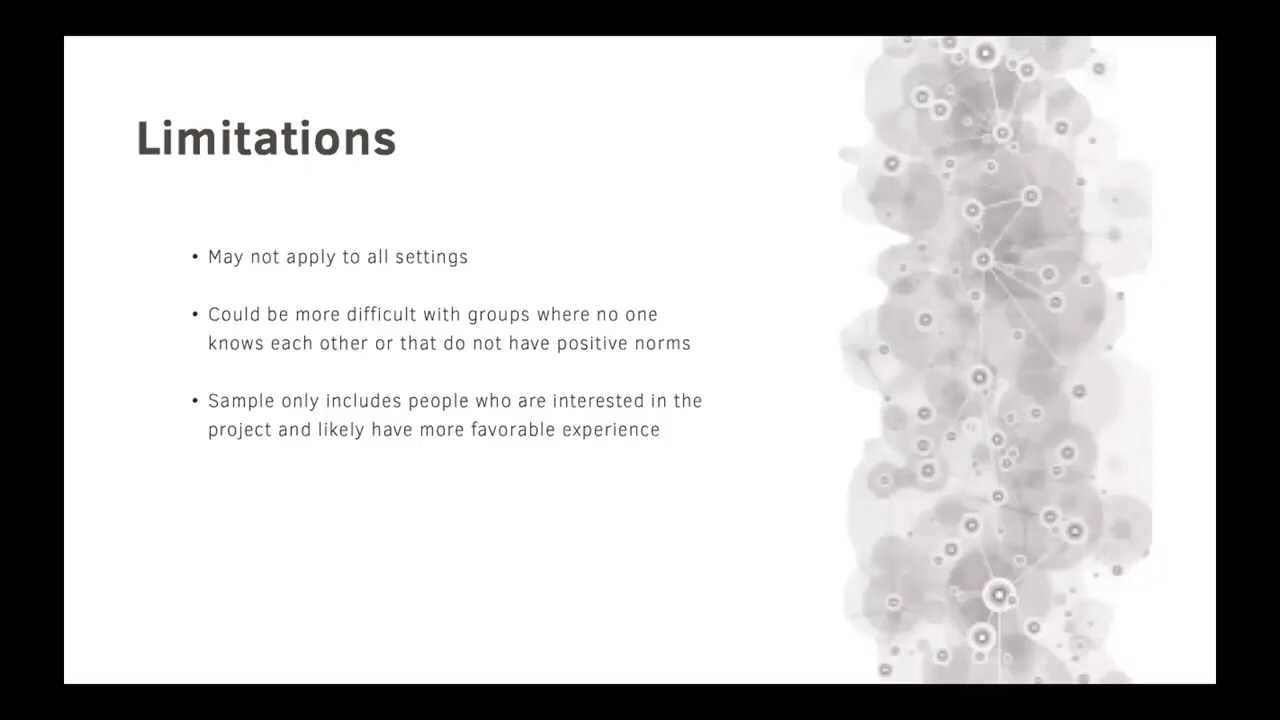 Limitations
• May not apply to all settings
• Could be more difficult with groups where no one
knows each other or that do not have positive norms
• Sample only includes people who are interested in the
project and likely have more favorable experience